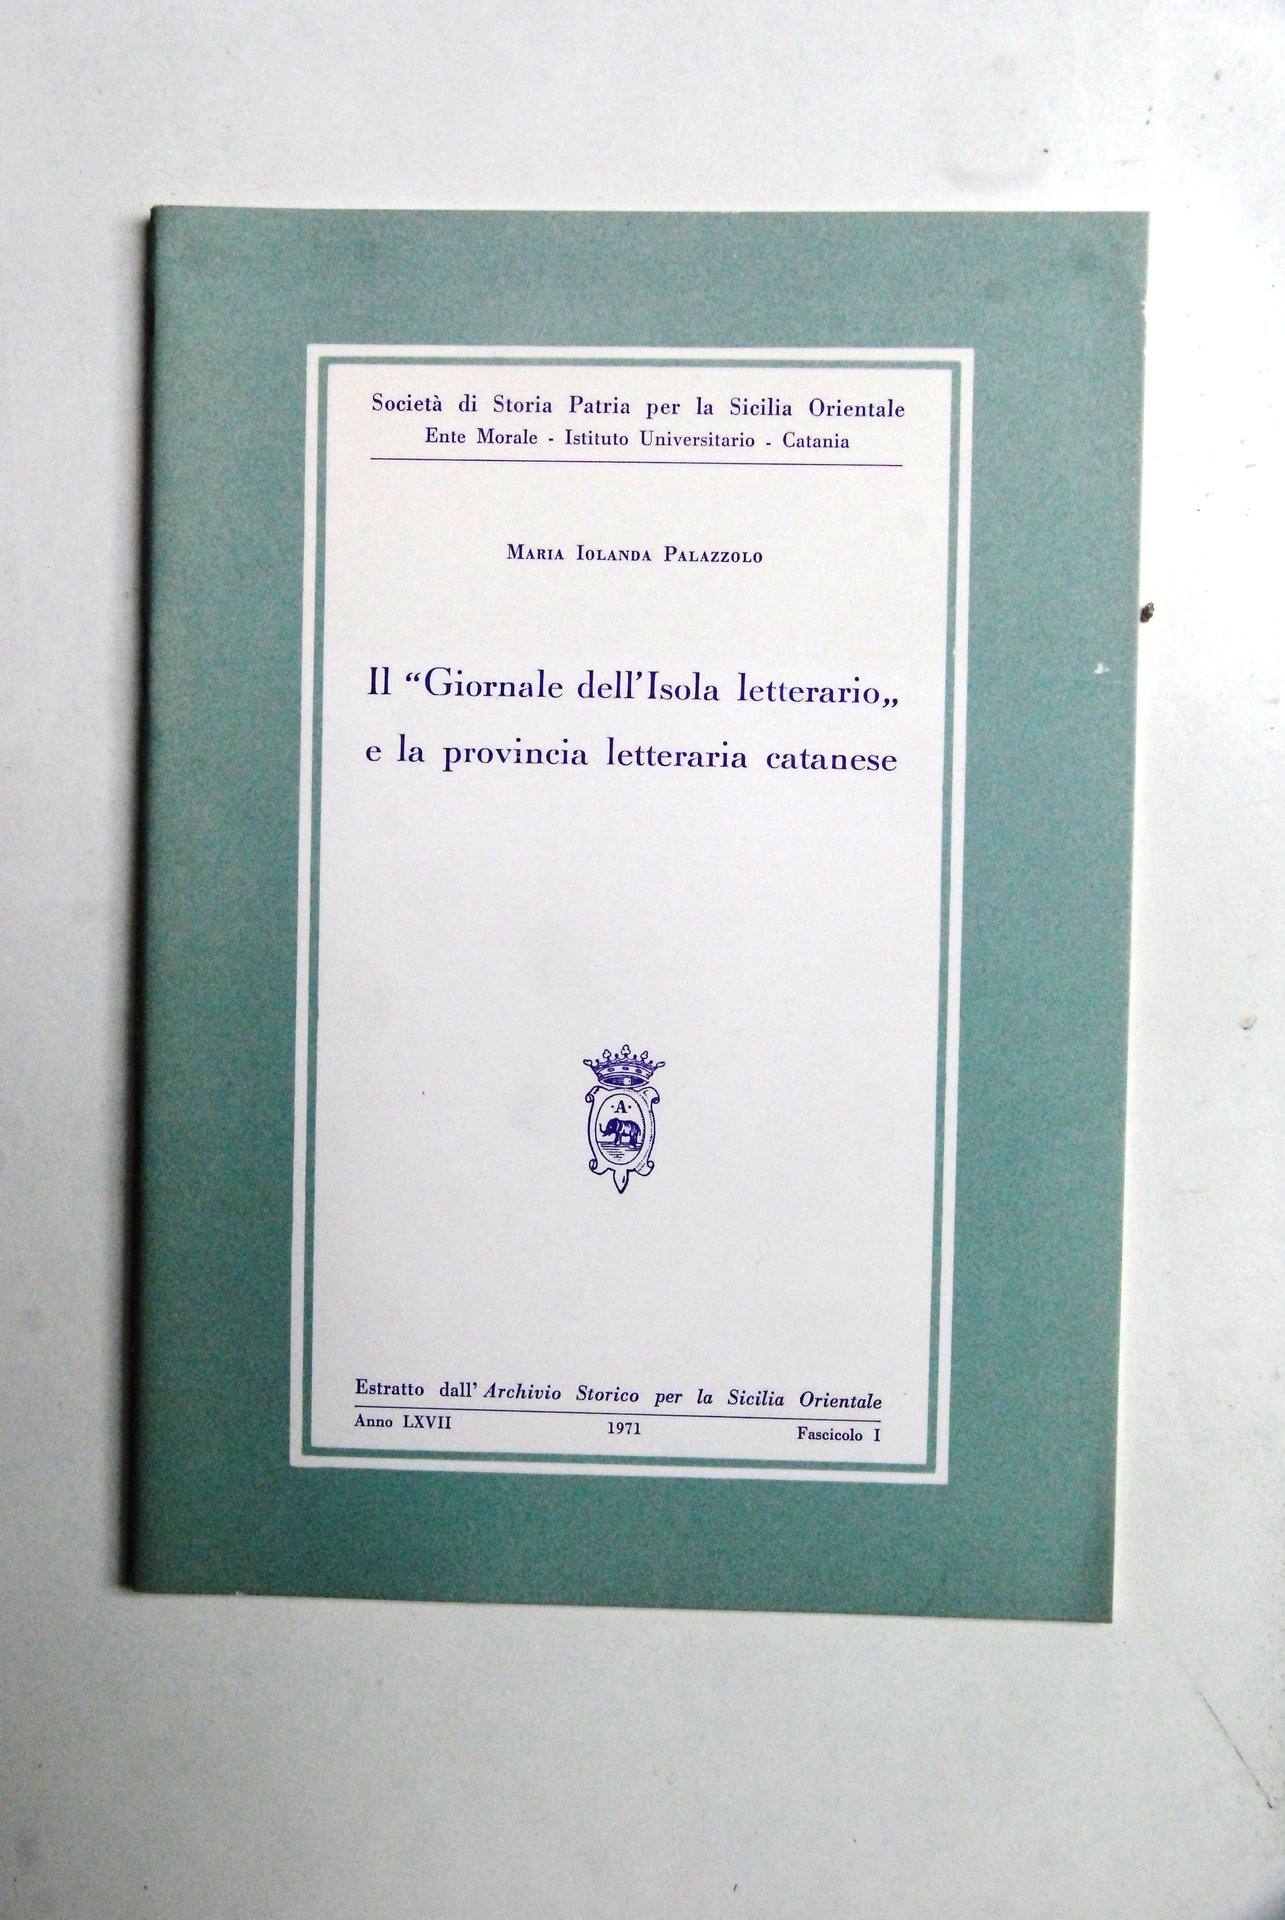 Società di Storia Patria per la Sicilia Orientale
Ente Morale - Istituto Universitario - Catania
Maria Iolanda Palazzolo
Il “Giornale dell’Isola letterario„
e la provincia letteraria catanese
·A·
Estratto dall’ Archivio Storico per la Sicilia Orientale
Anno LXVII 1971 Fascicolo I